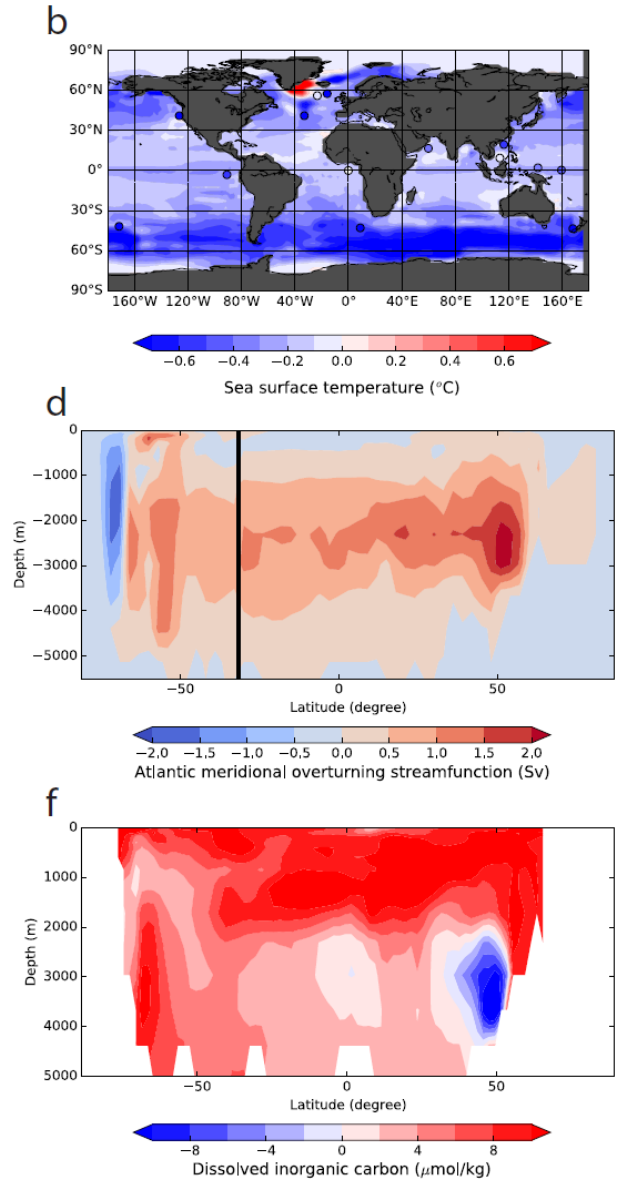 b
90°N
60°N
30°N
0°
30°S
60°S
90°S
160°W 120°W 80°W 40°W 0° 40°E 80°E 120°E 160°E
−0.6 −0.4 −0.2 0.0 0.2 0.4 0.6
Sea surface temperature (°C)
d
0
−1000
−2000
−3000
−4000
−5000
Depth (m)
−50 0 50
Latitude (degree)
−2,0 −1,5 −1,0 −0,5 0,0 0,5 1,0 1,5 2,0
Atlantic meridional overturning streamfunction (Sv)
f
0
1000
2000
3000
4000
5000
Depth (m)
−50 0 50
Latitude (degree)
−8 −4 0 4 8
Dissolved inorganic carbon (μmol/kg)